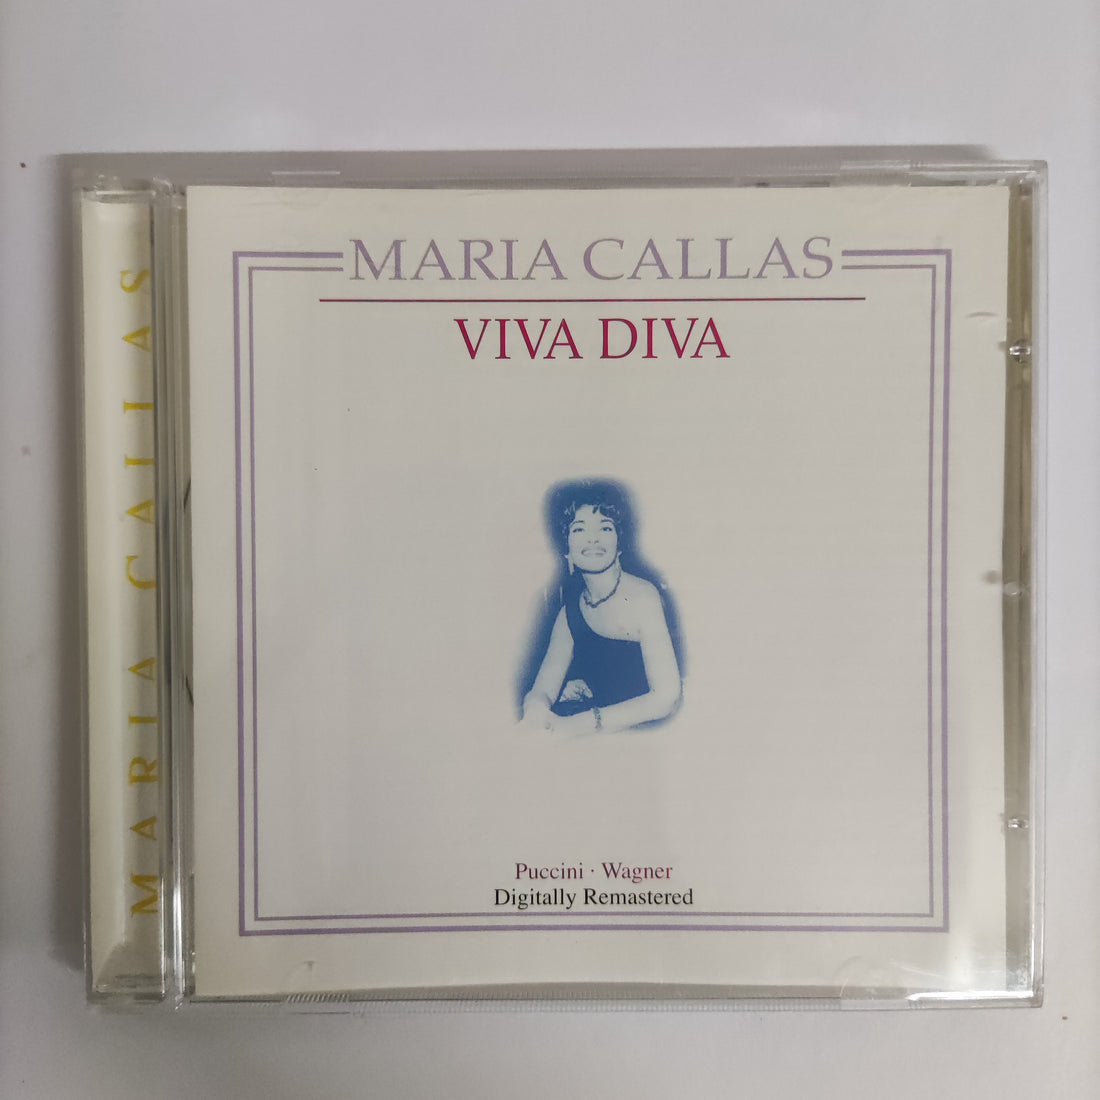 MARIA CALLAS
MARIA CALLAS
VIVA DIVA
Puccini · Wagner
Digitally Remastered